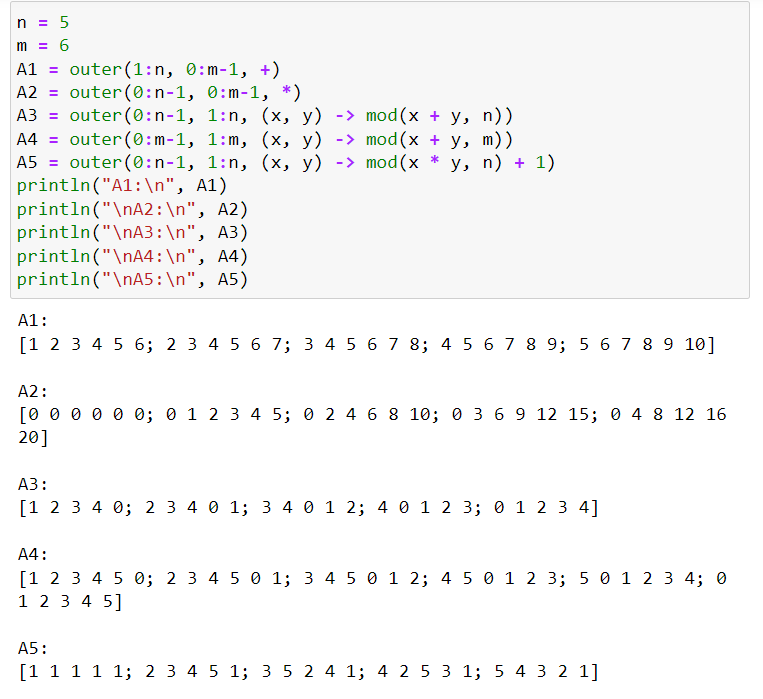 n = 5
m = 6
A1 = outer(1:n, 0:m-1, +)
A2 = outer(0:n-1, 0:m-1, *)
A3 = outer(0:n-1, 1:n, (x, y) -> mod(x + y, n))
A4 = outer(0:m-1, 1:m, (x, y) -> mod(x + y, m))
A5 = outer(0:n-1, 1:n, (x, y) -> mod(x * y, n) + 1)
println("A1:\n", A1)
println("\nA2:\n", A2)
println("\nA3:\n", A3)
println("\nA4:\n", A4)
println("\nA5:\n", A5)
A1:
[1 2 3 4 5 6; 2 3 4 5 6 7; 3 4 5 6 7 8; 4 5 6 7 8 9; 5 6 7 8 9 10]
A2:
[0 0 0 0 0 0; 0 1 2 3 4 5; 0 2 4 6 8 10; 0 3 6 9 12 15; 0 4 8 12 16
20]
A3:
[1 2 3 4 0; 2 3 4 0 1; 3 4 0 1 2; 4 0 1 2 3; 0 1 2 3 4]
A4:
[1 2 3 4 5 0; 2 3 4 5 0 1; 3 4 5 0 1 2; 4 5 0 1 2 3; 5 0 1 2 3 4; 0
1 2 3 4 5]
A5:
[1 1 1 1 1; 2 3 4 5 1; 3 5 2 4 1; 4 2 5 3 1; 5 4 3 2 1]